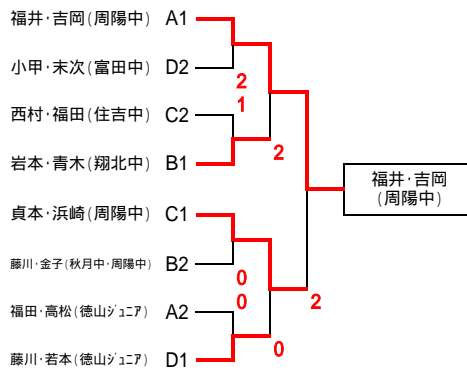 福井・吉岡(周陽中) A1
小甲・末次(富田中) D2
2
1
西村・福田(住吉中) C2
2
岩本・青木(翔北中) B1
福井・吉岡
(周陽中)
貞本・浜崎(周陽中) C1
藤川・金子(秋月中・周陽中) B2
0
0
2
福田・高松(徳山ｼﾞｭﾆｱ) A2
0
藤川・若本(徳山ｼﾞｭﾆｱ) D1